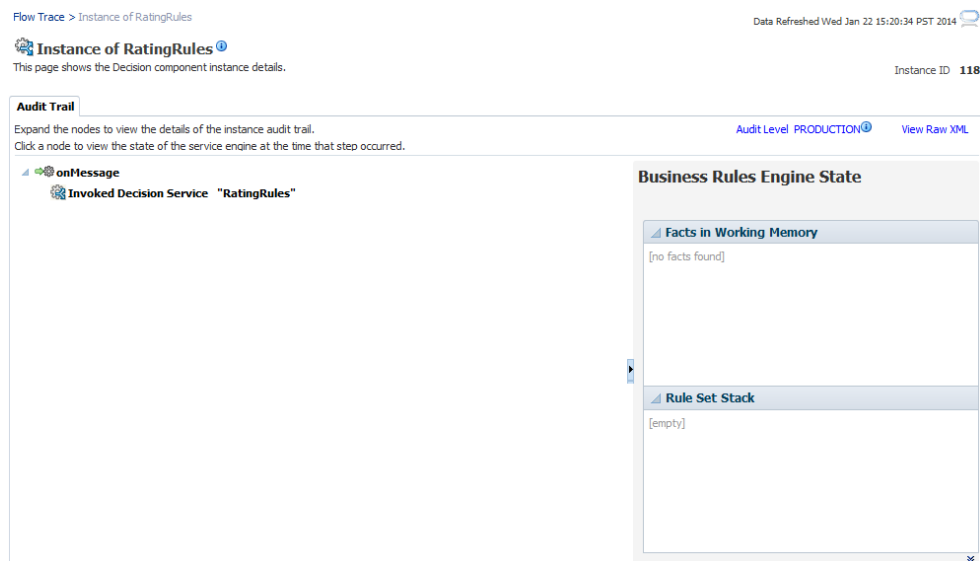 Flow Trace > Instance of RatingRules
Data Refreshed Wed Jan 22 15:20:34 PST 2014
Instance of RatingRules
This page shows the Decision component instance details.
Instance ID 118
Audit Trail
Expand the nodes to view the details of the instance audit trail.
Click a node to view the state of the service engine at the time that step occurred.
Audit Level PRODUCTION
View Raw XML
onMessage
Invoked Decision Service "RatingRules"
Business Rules Engine State
Facts in Working Memory
[no facts found]
Rule Set Stack
[empty]